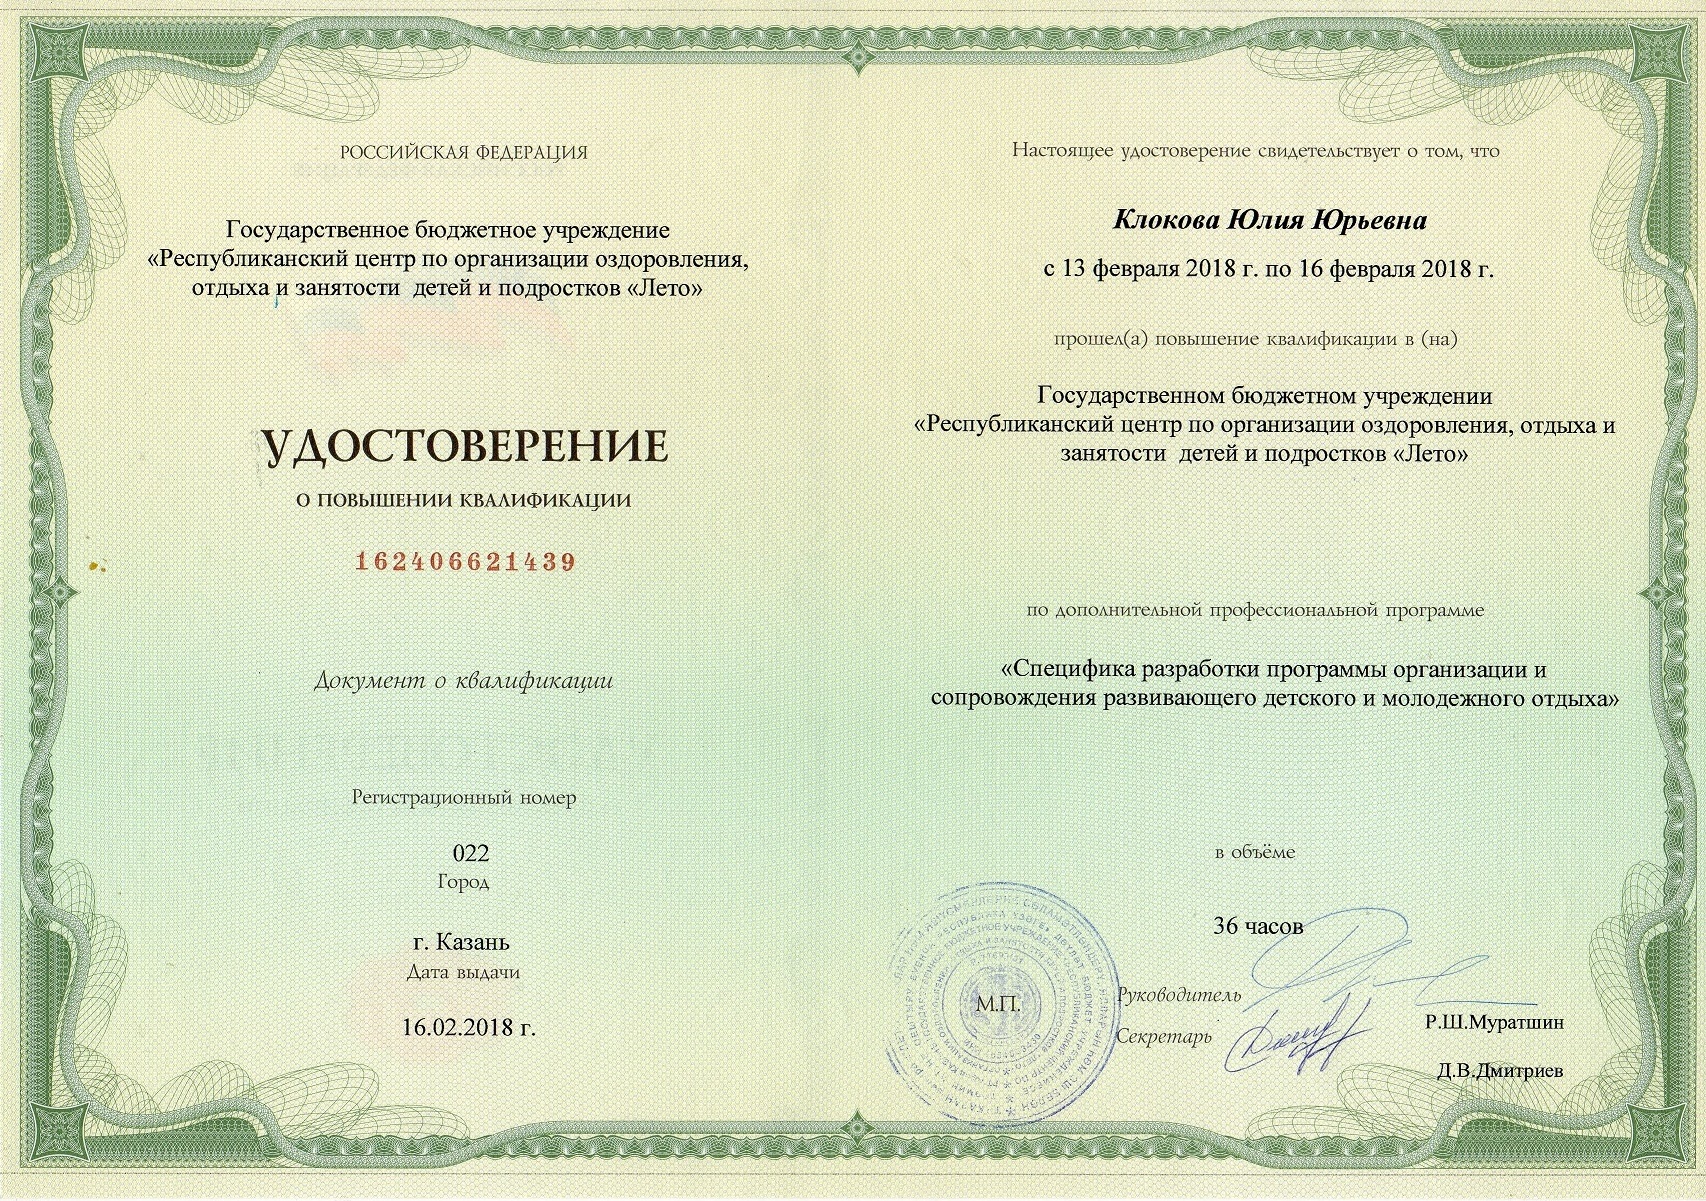 РОССИЙСКАЯ ФЕДЕРАЦИЯ
Государственное бюджетное учреждение
«Республиканский центр по организации оздоровления,
отдыха и занятости детей и подростков «Лето»
УДОСТОВЕРЕНИЕ
О ПОВЫШЕНИИ КВАЛИФИКАЦИИ
162406621439
Документ о квалификации
Регистрационный номер
022
Город
г. Казань
Дата выдачи
16.02.2018 г.
Настоящее удостоверение свидетельствует о том, что
Клокова Юлия Юрьевна
с 13 февраля 2018 г. по 16 февраля 2018 г.
прошел(а) повышение квалификации в (на)
Государственном бюджетном учреждении
«Республиканский центр по организации оздоровления, отдыха и
занятости детей и подростков «Лето»
по дополнительной профессиональной программе
«Специфика разработки программы организации и
сопровождения развивающего детского и молодежного отдыха»
в объёме
36 часов
М.П.
Руководитель
Р.Ш.Муратшин
Секретарь
Д.В.Дмитриев